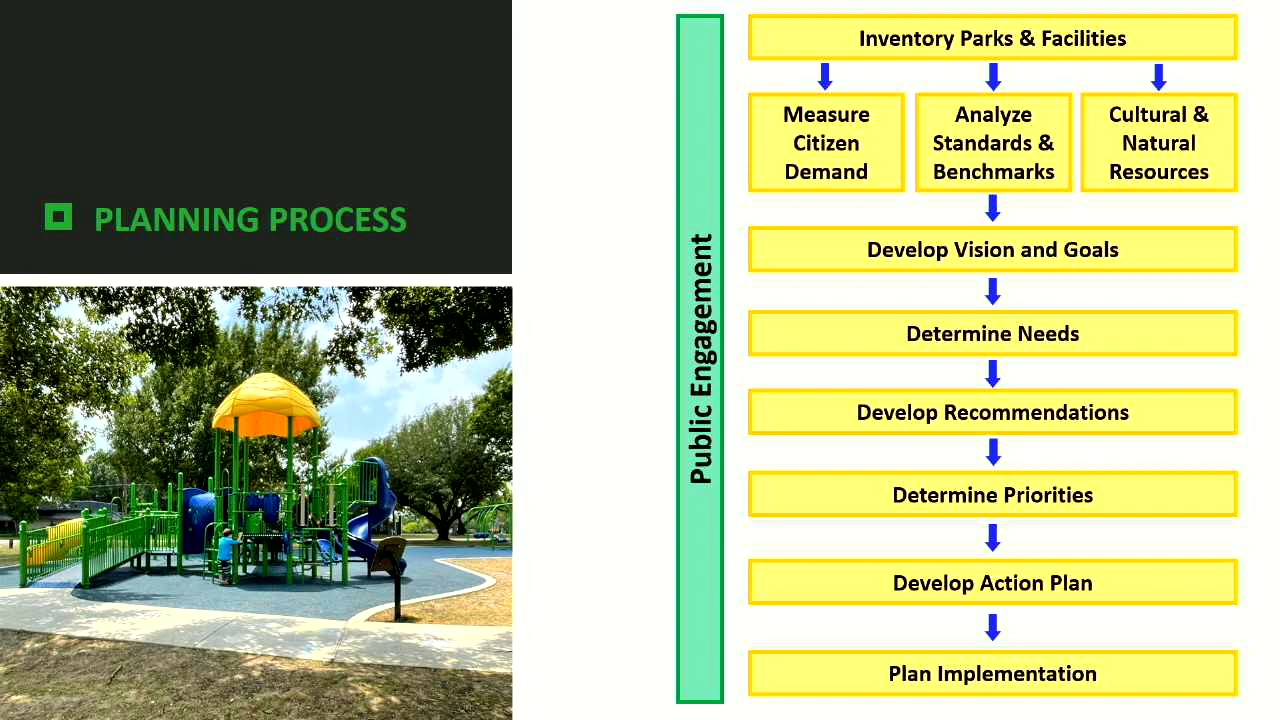 PLANNING PROCESS
Public Engagement
Inventory Parks & Facilities
Measure
Citizen
Demand
Analyze
Standards &
Benchmarks
Cultural &
Natural
Resources
Develop Vision and Goals
Determine Needs
Develop Recommendations
Determine Priorities
Develop Action Plan
Plan Implementation